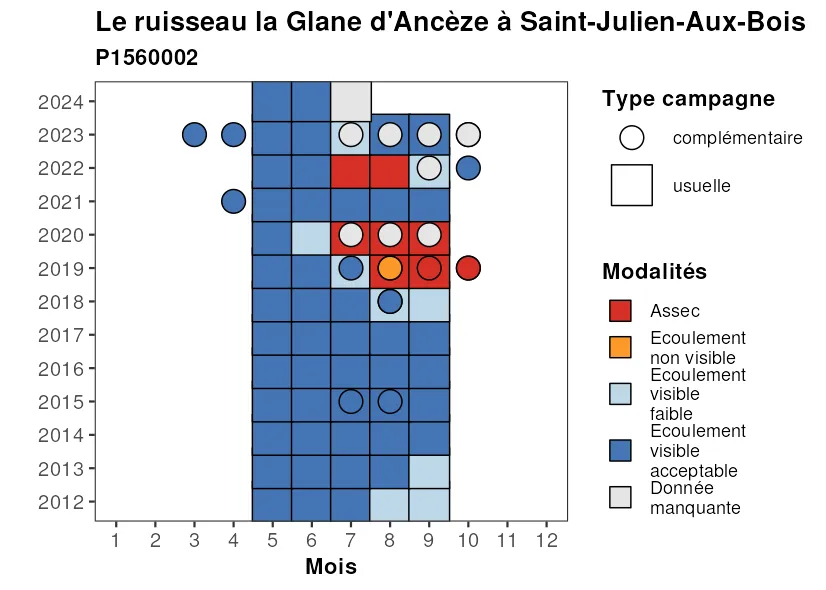 Le ruisseau la Glane d'Ancèze à Saint-Julien-Aux-Bois
P1560002
2024
2023
2022
2021
2020
2019
2018
2017
2016
2015
2014
2013
2012
1 2 3 4 5 6 7 8 9 10 11 12
Mois
Type campagne
complémentaire
usuelle
Modalités
Assec
Ecoulement
non visible
Ecoulement
visible
faible
Ecoulement
visible
acceptable
Donnée
manquante